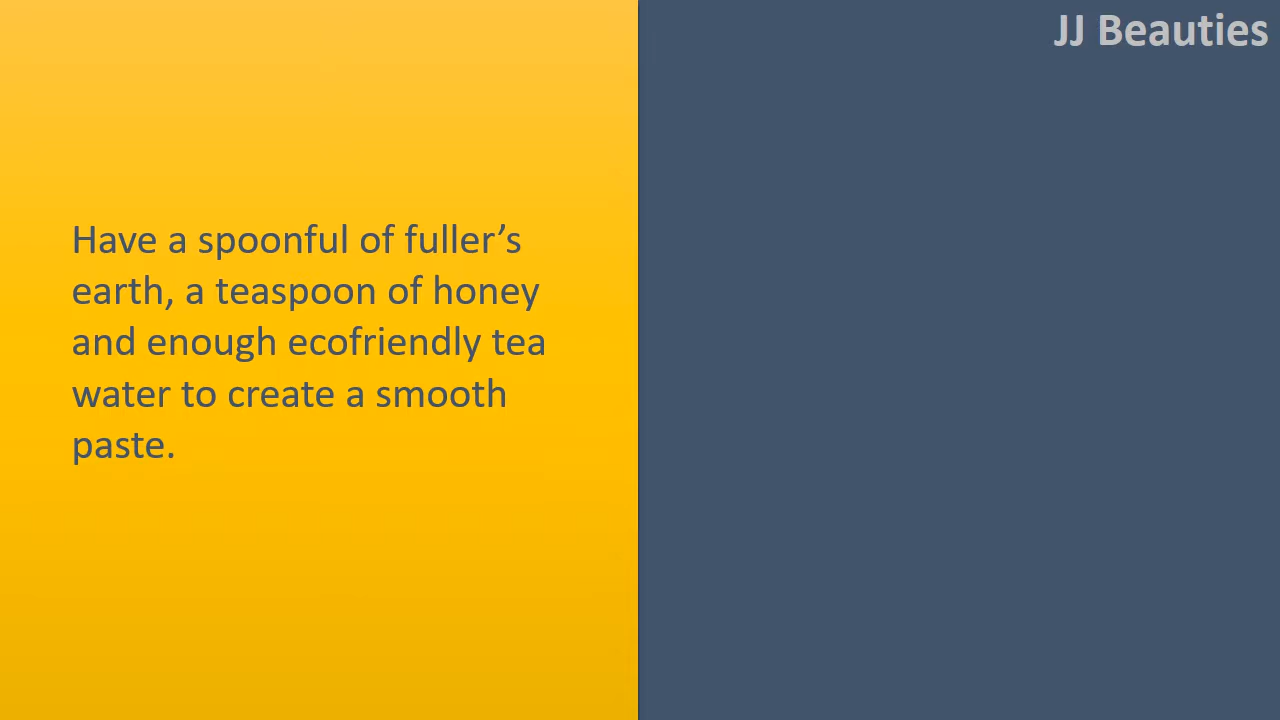 JJ Beauties
Have a spoonful of fuller’s
earth, a teaspoon of honey
and enough ecofriendly tea
water to create a smooth
paste.